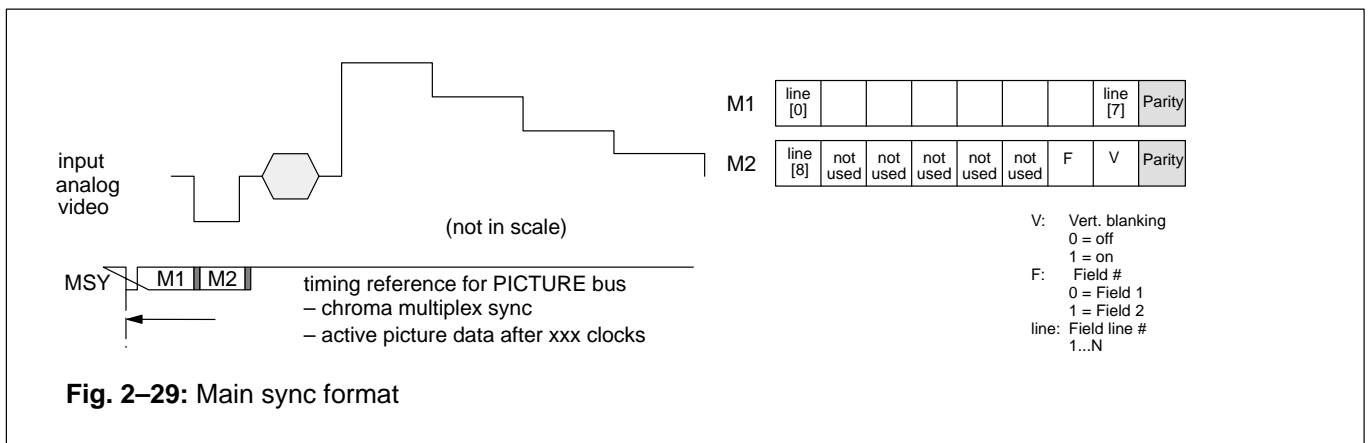 input
analog
video
(not in scale)
MSY
M1
M2
timing reference for PICTURE bus
– chroma multiplex sync
– active picture data after xxx clocks
M1
line
[0]
line
[7]
Parity
M2
line
[8]
not
used
not
used
not
used
not
used
not
used
F
V
Parity
V: Vert. blanking
0 = off
1 = on
F: Field #
0 = Field 1
1 = Field 2
line: Field line #
1...N
Fig. 2–29: Main sync format